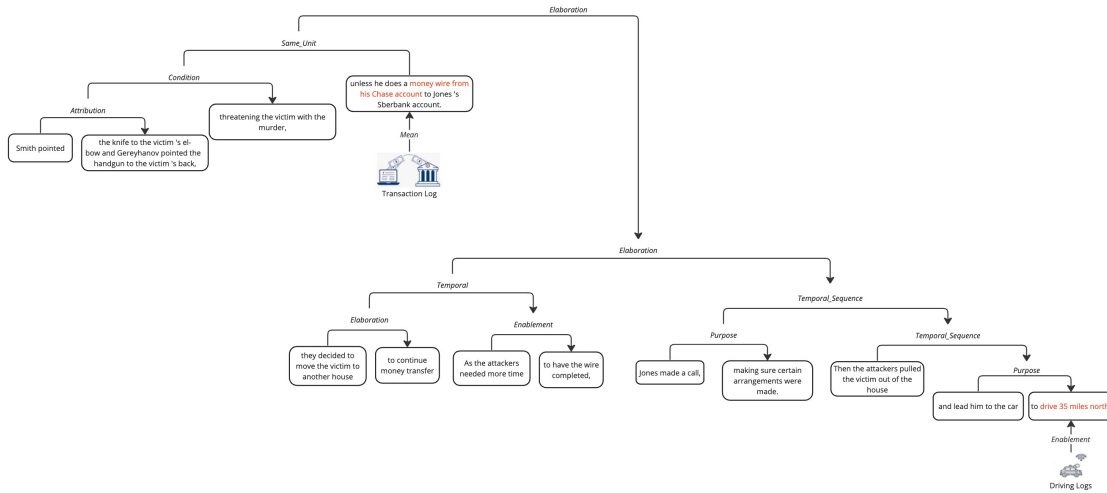 Elaboration
Same_Unit
Condition
unless he does a money wire from
his Chase account to Jones 's
Sberbank account.
Attribution
threatening the victim with the
murder,
Smith pointed
the knife to the victim 's el-
bow and Gereyhanov pointed the
handgun to the victim 's back,
Mean
Transaction Log
Elaboration
Temporal
Temporal_Sequence
Elaboration
Enablement
Purpose
Temporal_Sequence
they decided to
move the victim to
another house
to continue
money transfer
As the attackers
needed more time
to have the wire
completed,
Jones made a call,
making sure certain
arrangements were
made.
Then the attackers pulled
the victim out of the
house
Purpose
and lead him to the car
to drive 35 miles north
Enablement
Driving Logs